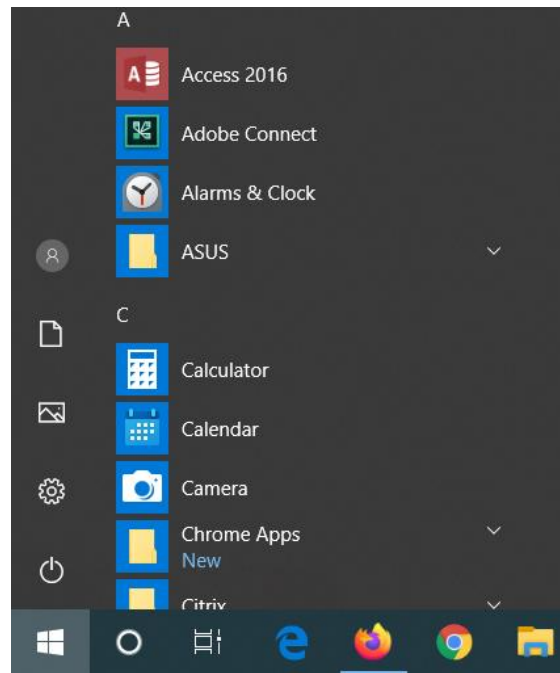 A
Access 2016
Adobe Connect
Alarms & Clock
ASUS
C
Calculator
Calendar
Camera
Chrome Apps
New
Citrix